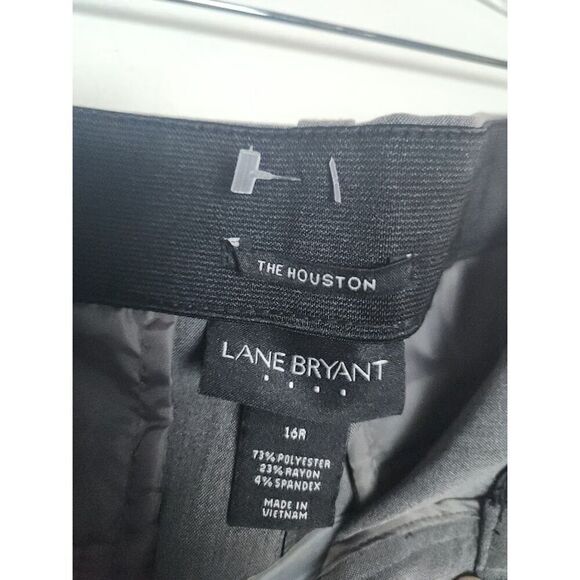 THE HOUSTON
LANE BRYANT
16R
73% POLYESTER
23% RAYON
4% SPANDEX
MADE IN
VIETNAM